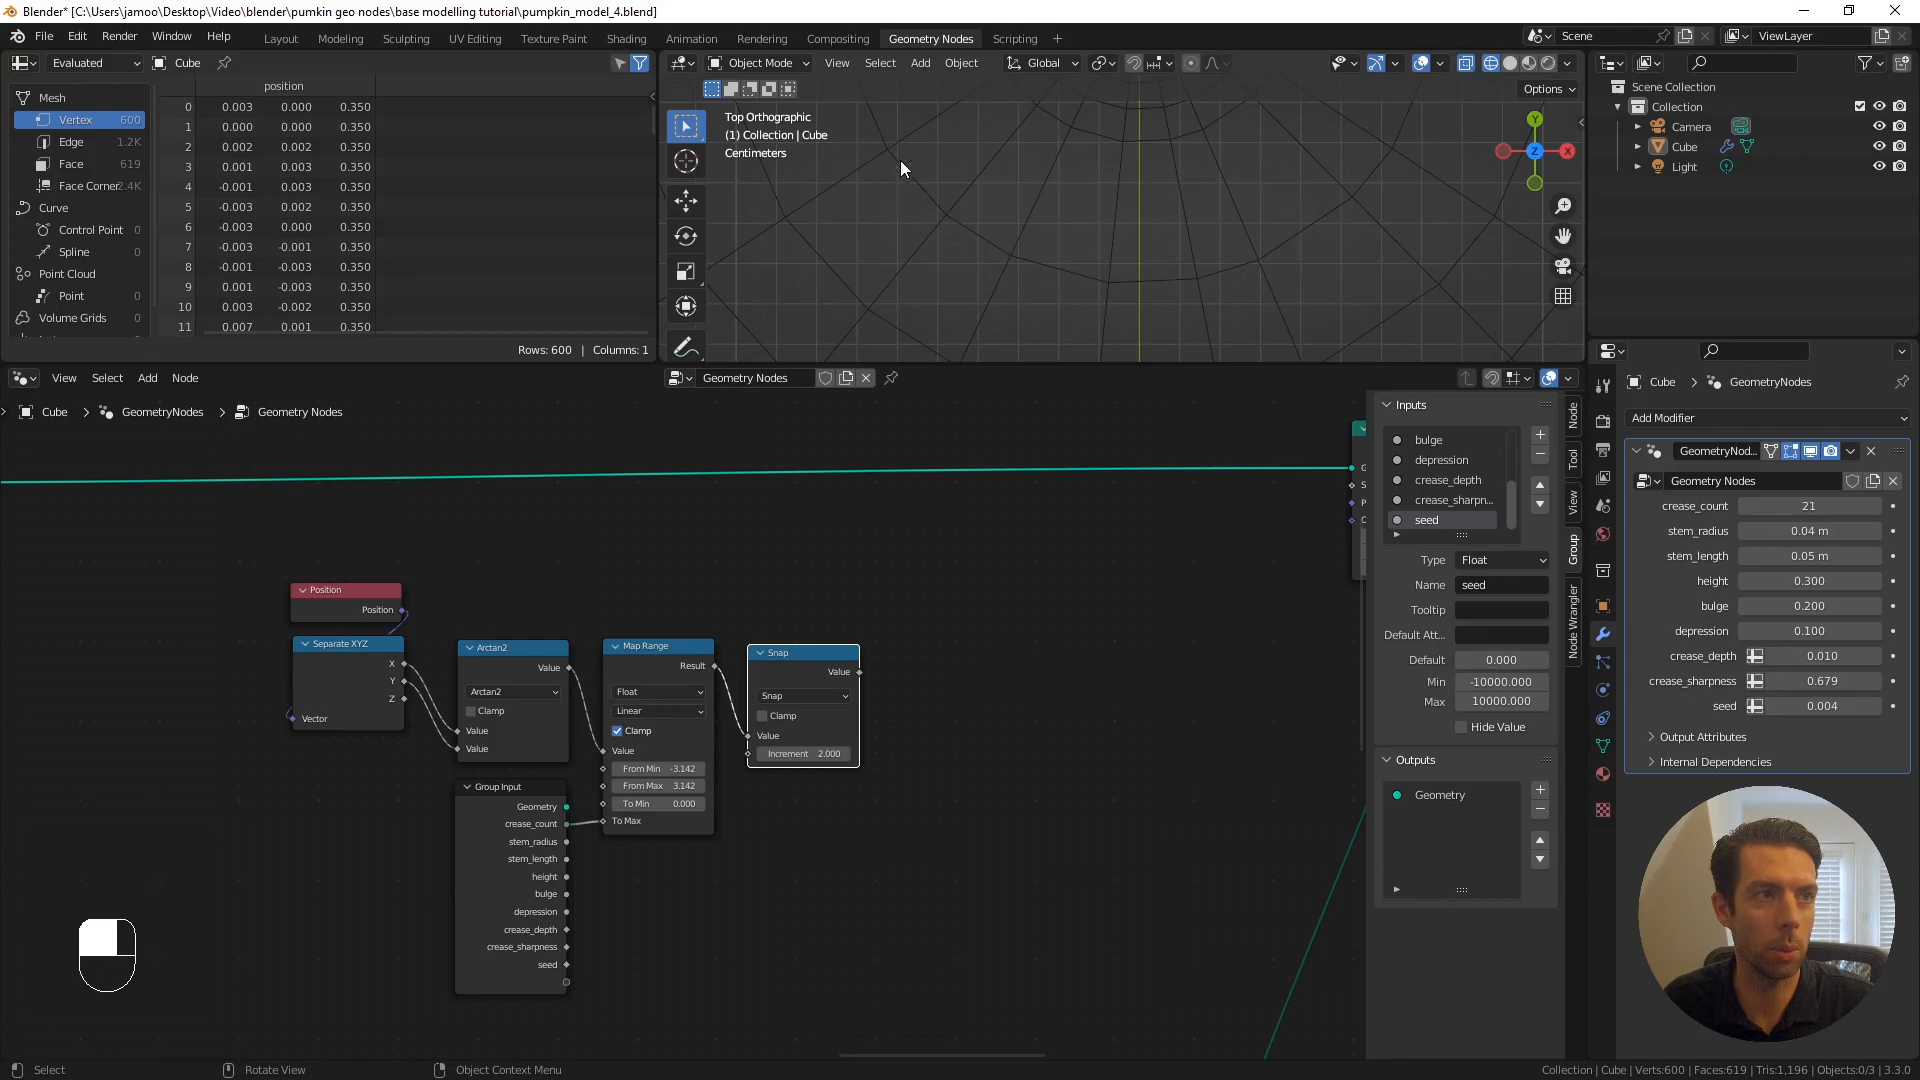 Blender* [C:\Users\jamoo\Desktop\Video\blender\pumkin geo nodes\base modelling tutorial\pumpkin_model_4.blend]
File Edit Render Window Help
Layout Modeling Sculpting UV Editing Texture Paint Shading Animation Rendering Compositing Geometry Nodes Scripting +
Scene
ViewLayer
Evaluated
Cube
Mesh
Vertex 600
Edge 1.2K
Face 619
Face Corner 2.4K
Curve
Control Point 0
Spline 0
Point Cloud
Point 0
Volume Grids 0
position
0 0.003 0.000 0.350
1 0.000 0.000 0.350
2 0.002 0.002 0.350
3 0.001 0.003 0.350
4 -0.001 0.003 0.350
5 -0.003 0.002 0.350
6 -0.003 0.000 0.350
7 -0.003 -0.001 0.350
8 -0.001 -0.003 0.350
9 0.001 -0.003 0.350
10 0.003 -0.002 0.350
11 0.007 0.001 0.350
Rows: 600 | Columns: 1
Object Mode View Select Add Object
Global
Options
Top Orthographic
(1) Collection | Cube
Centimeters
Y
X
Z
Scene Collection
Collection
Camera
Cube
Light
View Select Add Node
Geometry Nodes
Cube > GeometryNodes > Geometry Nodes
Position
Position
Separate XYZ
X
Y
Z
Vector
Arctan2
Value
Arctan2
Clamp
Value
Value
Group Input
Geometry
crease_count
stem_radius
stem_length
height
bulge
depression
crease_depth
crease_sharpness
seed
Map Range
Result
Float
Linear
Clamp
Value
From Min -3.142
From Max 3.142
To Min 0.000
To Max
Snap
Value
Snap
Clamp
Value
Increment 2.000
G
S
P
Inputs
bulge
depression
crease_depth
crease_sharpn...
seed
Type Float
Name seed
Tooltip
Default Att...
Default 0.000
Min -10000.000
Max 10000.000
Hide Value
Outputs
Geometry
Node
Tool
View
Group
Node Wrangler
Cube > GeometryNodes
Add Modifier
GeometryNod...
Geometry Nodes
crease_count 21
stem_radius 0.04 m
stem_length 0.05 m
height 0.300
bulge 0.200
depression 0.100
crease_depth 0.010
crease_sharpness 0.679
seed 0.004
Output Attributes
Internal Dependencies
Select
Rotate View
Object Context Menu
Collection | Cube | Verts:600 | Faces:619 | Tris:1,196 | Objects:0/3 | 3.3.0